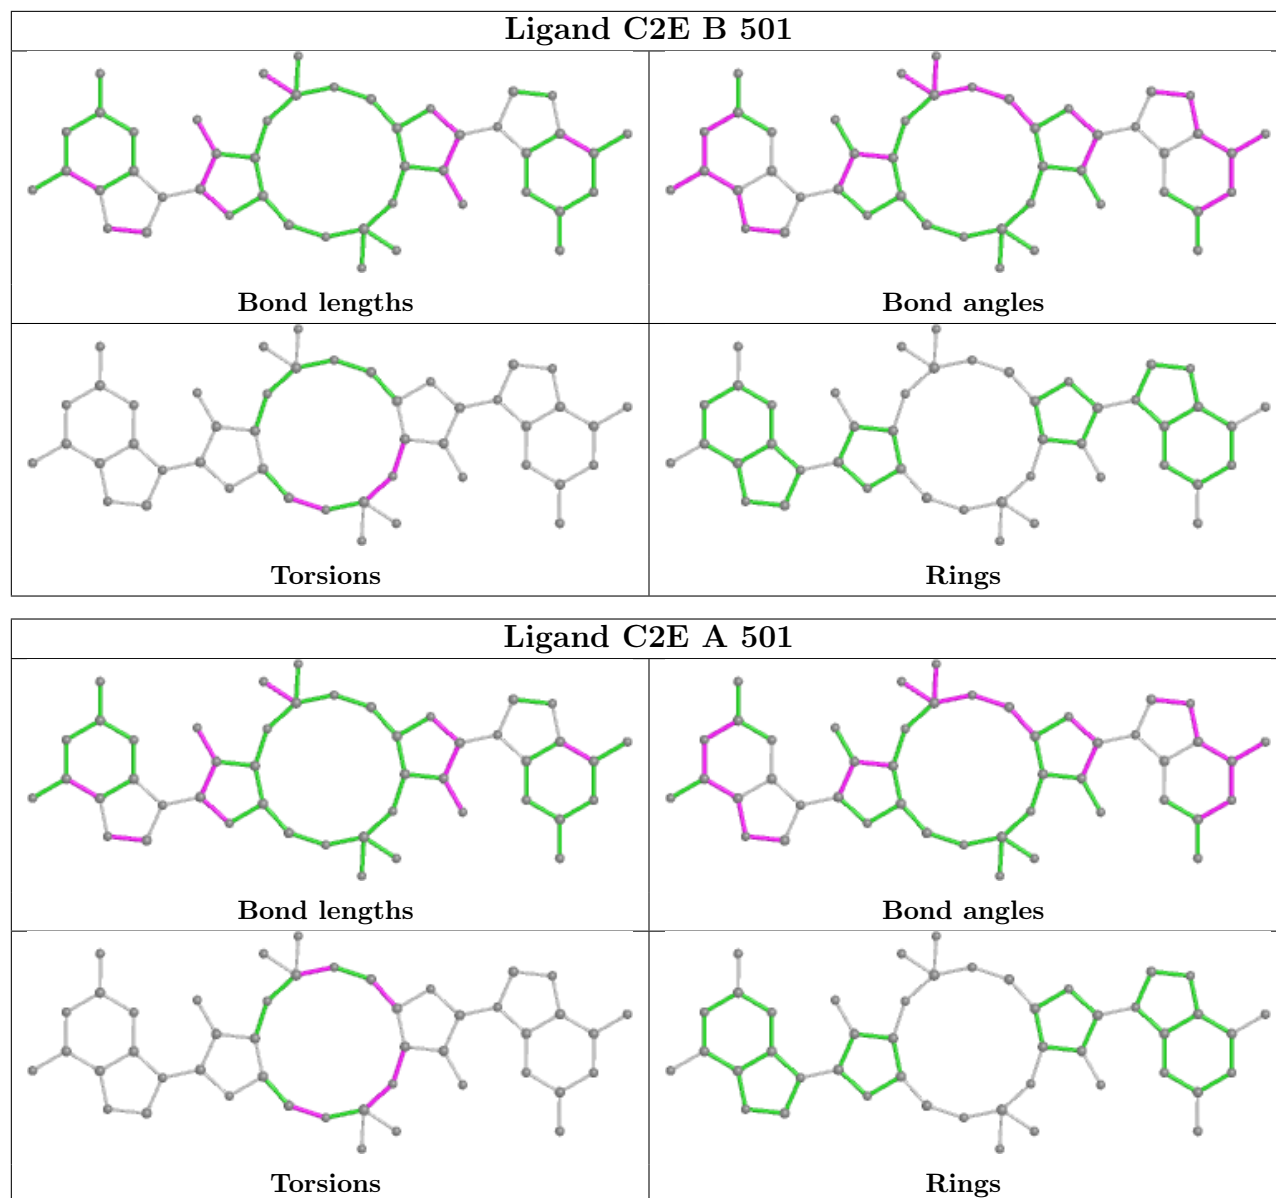 Ligand C2E B 501
Bond lengths
Bond angles
Torsions
Rings
Ligand C2E A 501
Bond lengths
Bond angles
Torsions
Rings